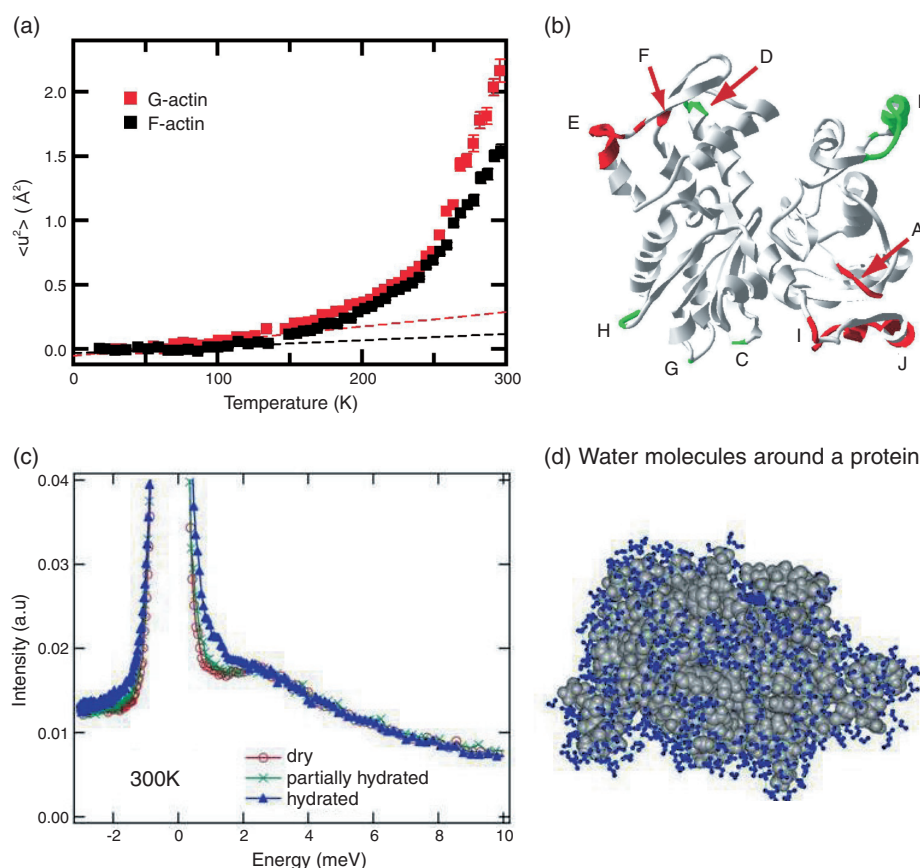 (a)
2.0
1.5
1.0
0.5
0.0
<u²> (Å²)
G-actin
F-actin
0
100
200
300
Temperature (K)
(b)
F
D
E
A
H
G
C
I
J
(c)
0.04
0.03
0.02
0.01
0.00
Intensity (a.u)
300K
dry
partially hydrated
hydrated
-2
0
2
4
6
8
10
Energy (meV)
(d) Water molecules around a protein